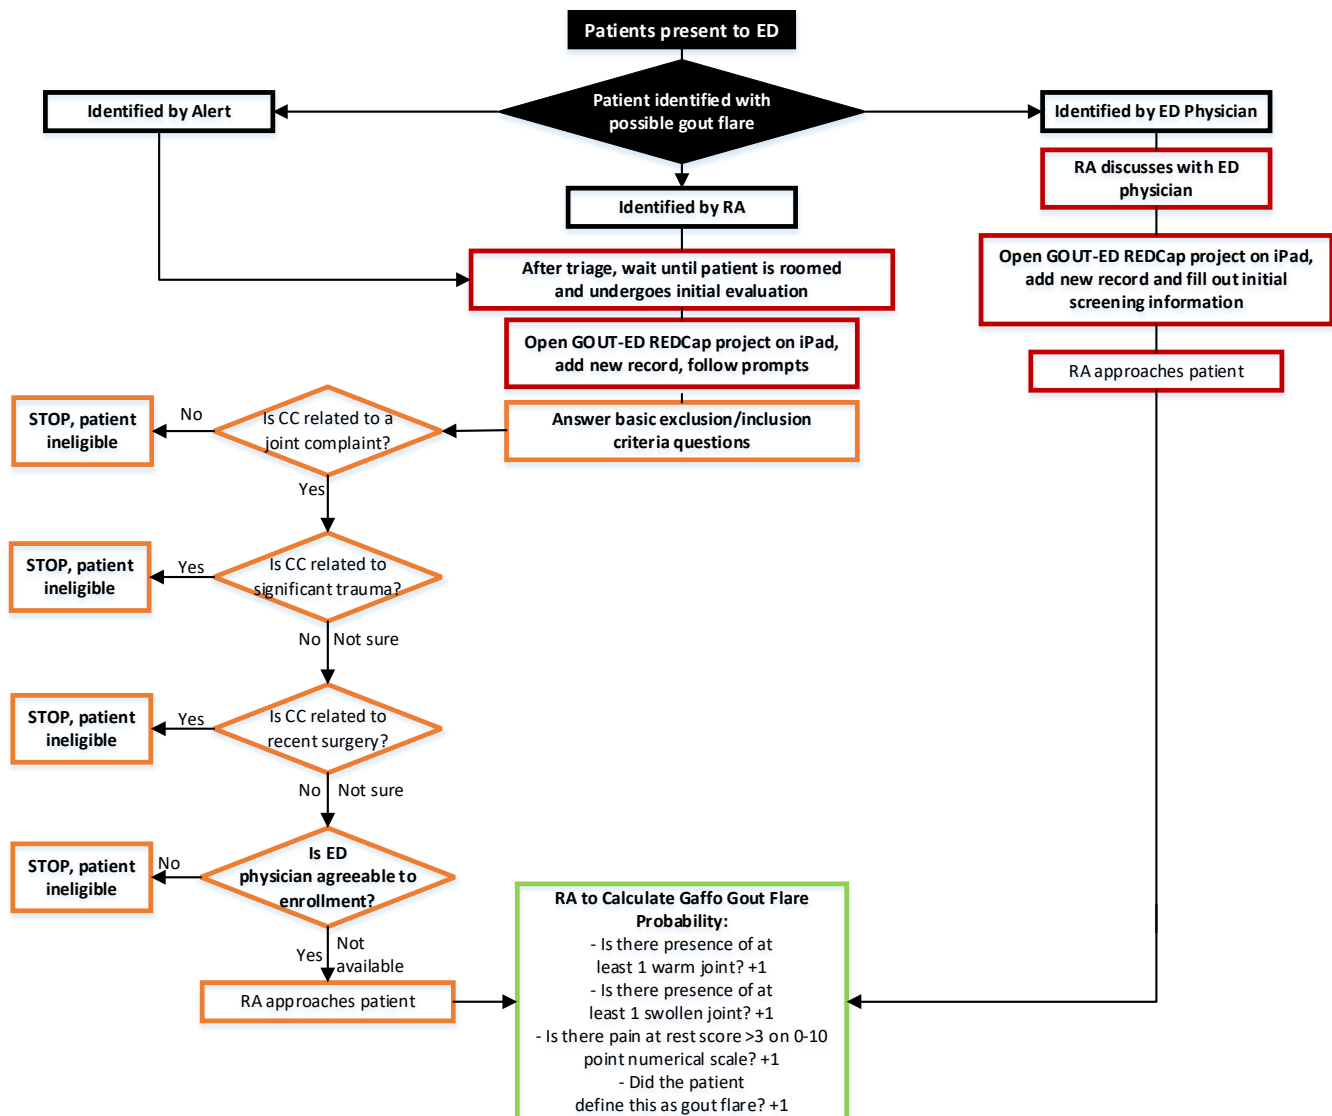 Patients present to ED
Patient identified with
possible gout flare
Identified by Alert
Identified by ED Physician
RA discusses with ED
physician
Identified by RA
After triage, wait until patient is roomed
and undergoes initial evaluation
Open GOUT-ED REDCap project on iPad,
add new record and fill out initial
screening information
Open GOUT-ED REDCap project on iPad,
add new record, follow prompts
RA approaches patient
Answer basic exclusion/inclusion
criteria questions
Is CC related to a
joint complaint?
No
STOP, patient
ineligible
Yes
Is CC related to
significant trauma?
Yes
STOP, patient
ineligible
No
Not sure
Is CC related to
recent surgery?
Yes
STOP, patient
ineligible
No
Not sure
Is ED
physician agreeable to
enrollment?
No
STOP, patient
ineligible
Yes
Not
available
RA approaches patient
RA to Calculate Gaffo Gout Flare
Probability:
- Is there presence of at
least 1 warm joint? +1
- Is there presence of at
least 1 swollen joint? +1
- Is there pain at rest score >3 on 0-10
point numerical scale? +1
- Did the patient
define this as gout flare? +1